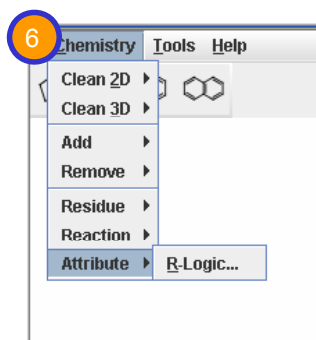 6
Chemistry Tools Help
Clean 2D
Clean 3D
Add
Remove
Residue
Reaction
Attribute R-Logic...